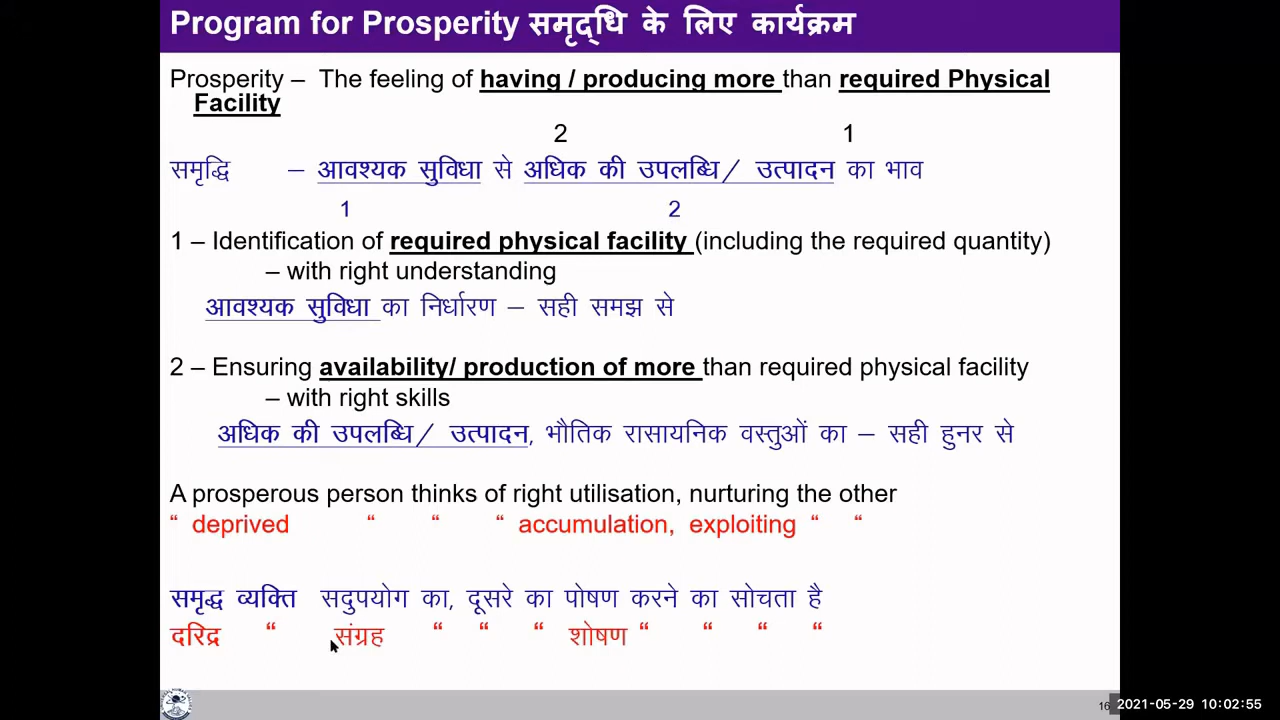 Program for Prosperity समृद्धि के लिए कार्यक्रम
Prosperity – The feeling of having / producing more than required Physical
Facility
2 1
समृद्धि – आवश्यक सुविधा से अधिक की उपलब्धि/ उत्पादन का भाव
1 2
1 – Identification of required physical facility (including the required quantity)
– with right understanding
आवश्यक सुविधा का निर्धारण – सही समझ से
2 – Ensuring availability/ production of more than required physical facility
– with right skills
अधिक की उपलब्धि/ उत्पादन, भौतिक रासायनिक वस्तुओं का – सही हुनर से
A prosperous person thinks of right utilisation, nurturing the other
“ deprived “ “ “ accumulation, exploiting “ “
समृद्ध व्यक्ति सदुपयोग का, दूसरे का पोषण करने का सोचता है
दरिद्र “ संग्रह “ “ “ शोषण “ “ “ “
16
2021-05-29 10:02:55